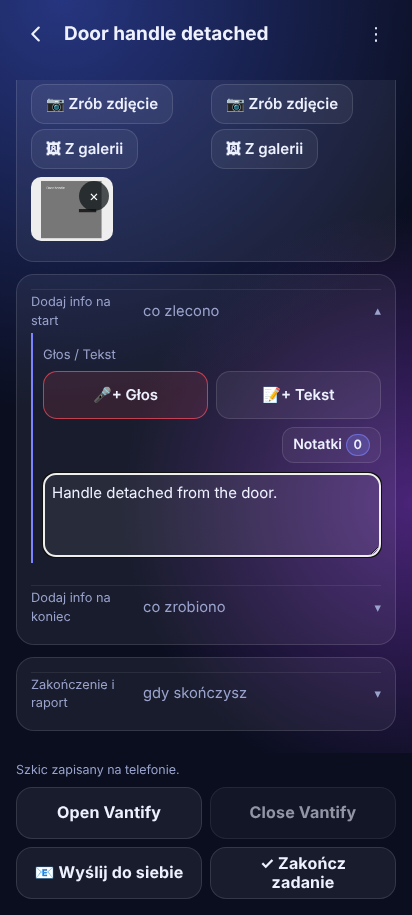 Door handle detached
📷 Zrób zdjęcie
📷 Zrób zdjęcie
🖼 Z galerii
🖼 Z galerii
Dodaj info na
start
co zlecono
Głos / Tekst
🎤+ Głos
📝+ Tekst
Notatki 0
Handle detached from the door.
Dodaj info na
koniec
co zrobiono
Zakończenie i
raport
gdy skończysz
Szkic zapisany na telefonie.
Open Vantify
Close Vantify
📧 Wyślij do siebie
✓ Zakończ
zadanie